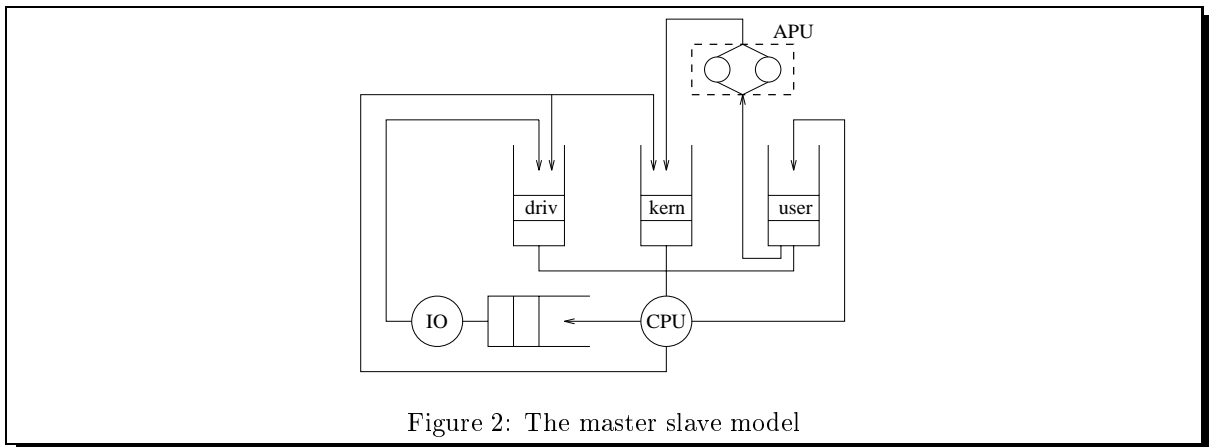 APU
driv
kern
user
IO
CPU
Figure 2: The master slave model